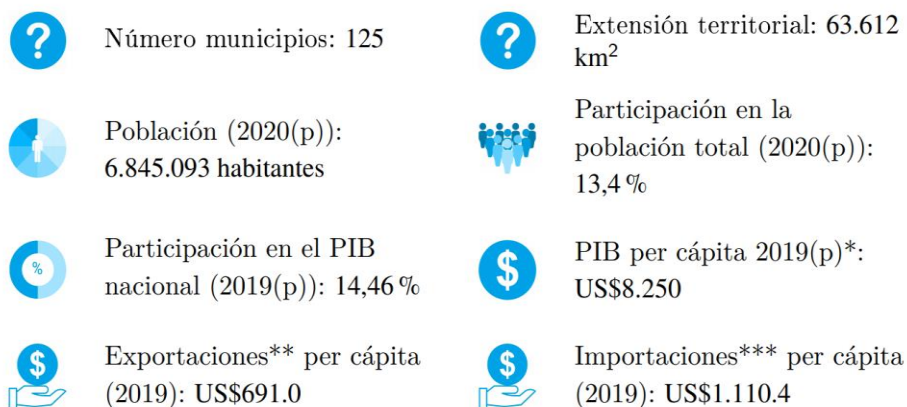 Número municipios: 125
Extensión territorial: 63.612
km²
Población (2020(p)):
6.845.093 habitantes
Participación en la
población total (2020(p)):
13,4 %
Participación en el PIB
nacional (2019(p)): 14,46 %
PIB per cápita 2019(p)*:
US$8.250
Exportaciones** per cápita
(2019): US$691.0
Importaciones*** per cápita
(2019): US$1.110.4